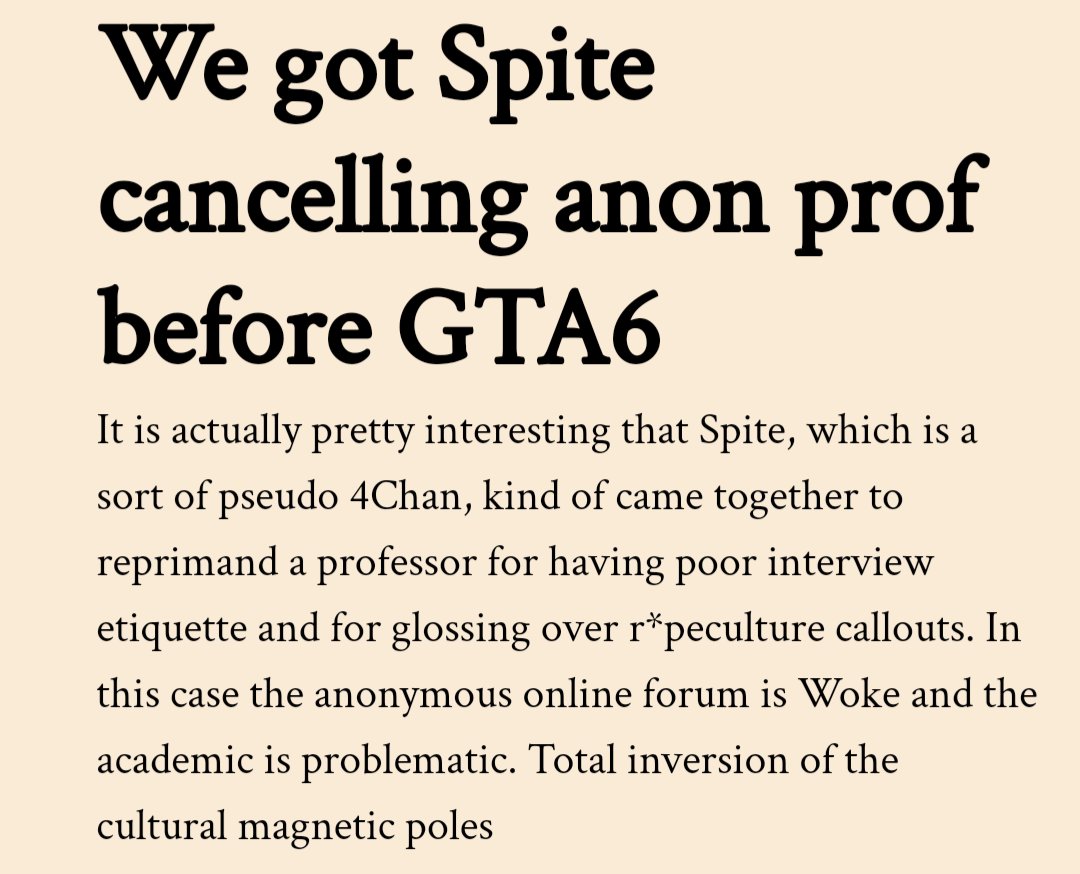 We got Spite
cancelling anon prof
before GTA6
It is actually pretty interesting that Spite, which is a
sort of pseudo 4Chan, kind of came together to
reprimand a professor for having poor interview
etiquette and for glossing over r*peculture callouts. In
this case the anonymous online forum is Woke and the
academic is problematic. Total inversion of the
cultural magnetic poles